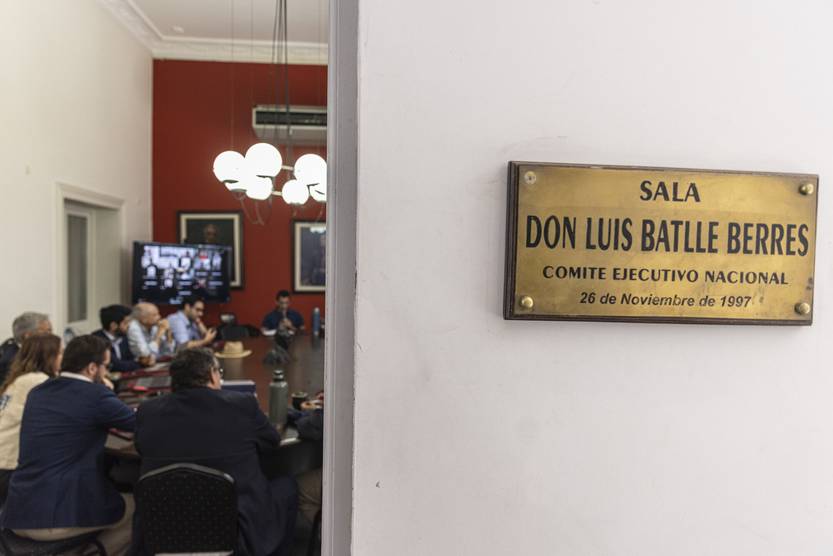 SALA
DON LUIS BATLLE BERRES
COMITE EJECUTIVO NACIONAL
26 de Noviembre de 1997